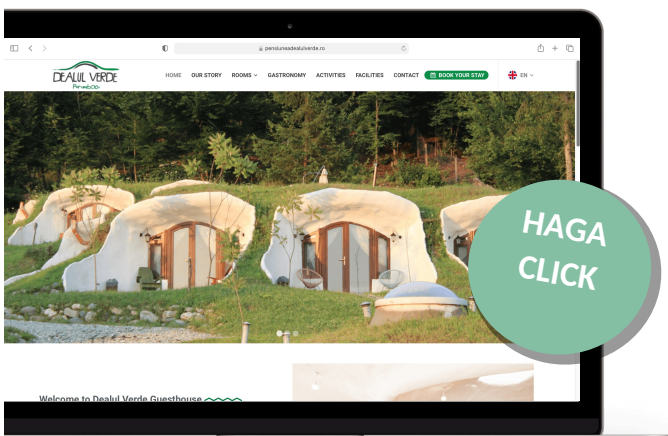 pensiuneadealulverde.ro
DEALUL VERDE
Porumbacu
HOME OUR STORY ROOMS GASTRONOMY ACTIVITIES FACILITIES CONTACT BOOK YOUR STAY EN
HAGA
CLICK
Welcome to Dealul Verde Guesthouse